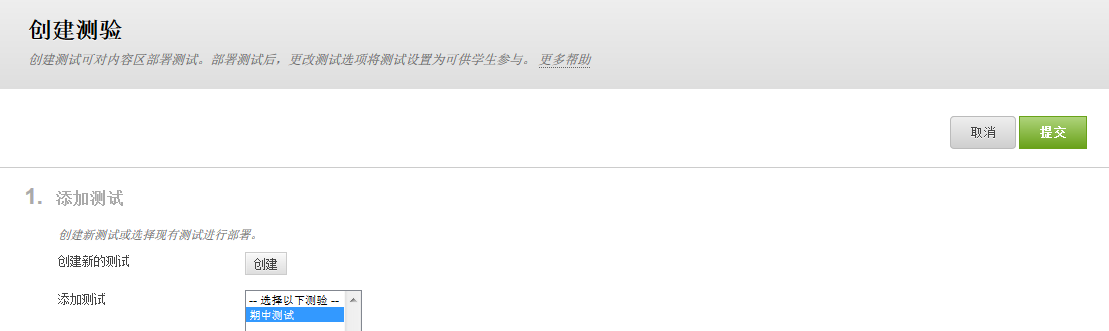 创建测验
创建测试可对内容区部署测试。部署测试后，更改测试选项将测试设置为可供学生参与。 更多帮助
取消 提交
1. 添加测试
创建新测试或选择现有测试进行部署。
创建新的测试 创建
添加测试 -- 选择以下测验 --
期中测试